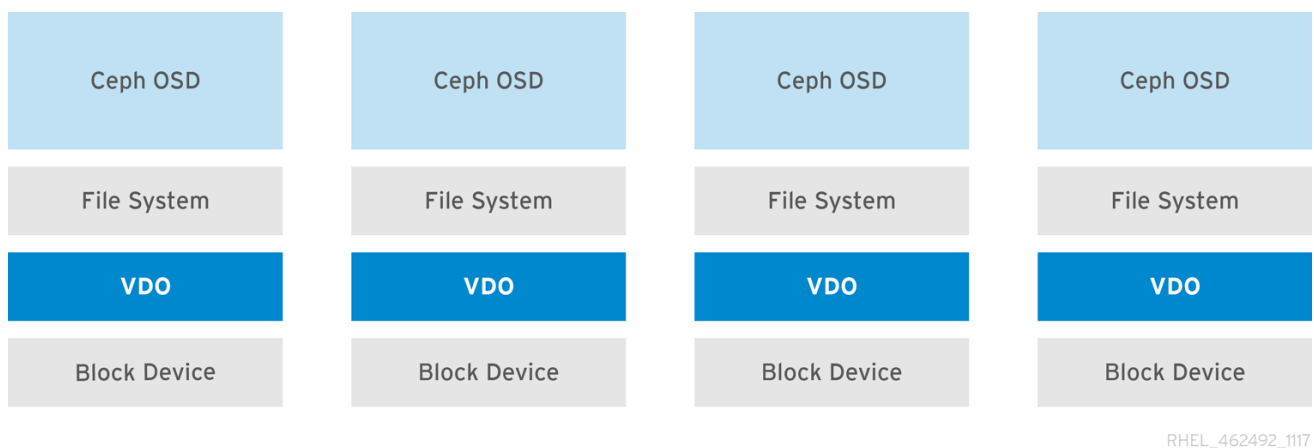 Ceph OSD Ceph OSD Ceph OSD Ceph OSD
File System File System File System File System
VDO VDO VDO VDO
Block Device Block Device Block Device Block Device
RHEL_462492_1117